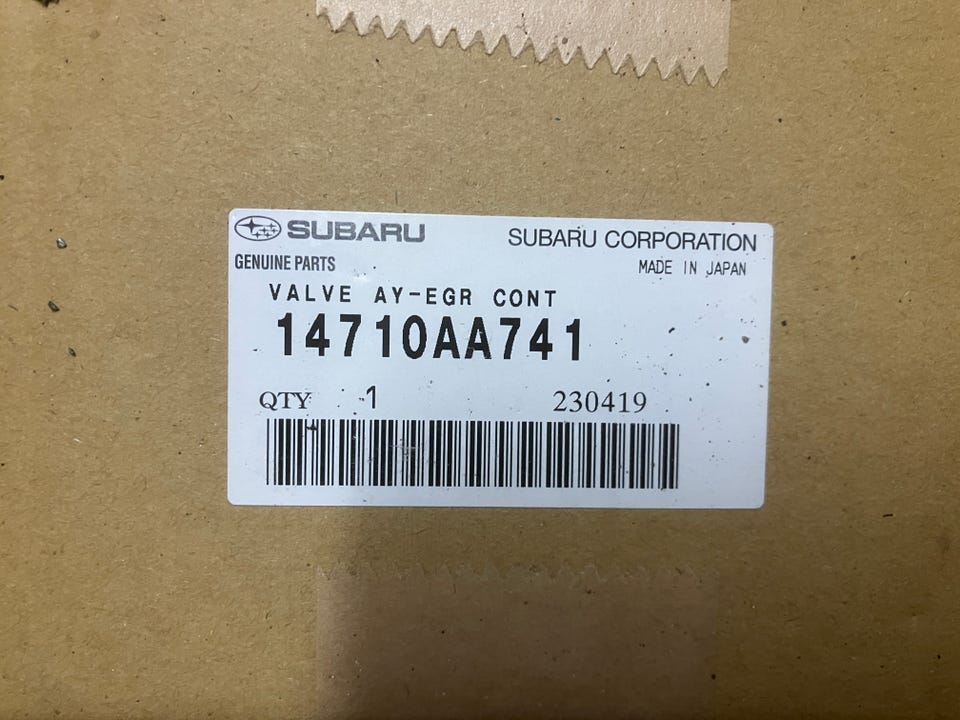 SUBARU
SUBARU CORPORATION
GENUINE PARTS
MADE IN JAPAN
VALVE AY-EGR CONT
14710AA741
QTY 1
230419